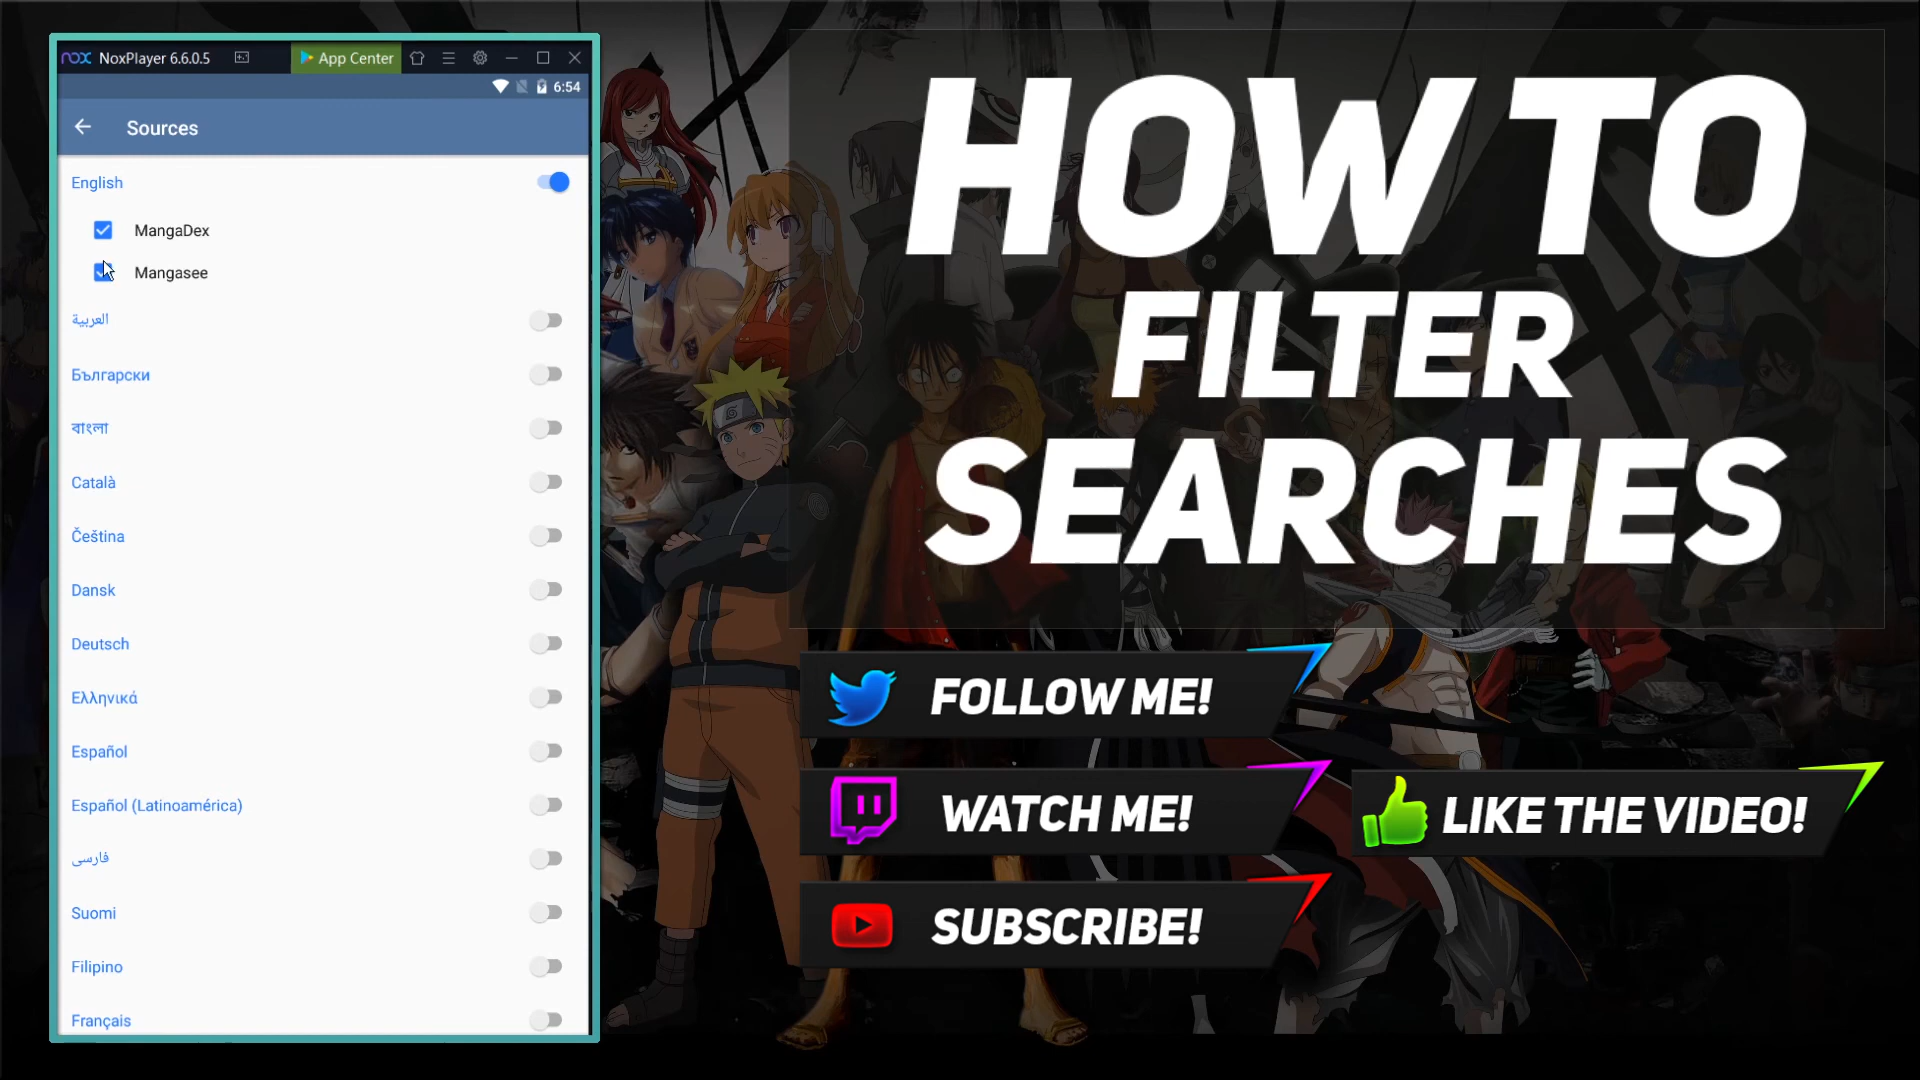 nox NoxPlayer 6.6.0.5
App Center
6:54
Sources
English
MangaDex
Mangasee
العربية
Български
বাংলা
Català
Čeština
Dansk
Deutsch
Ελληνικά
Español
Español (Latinoamérica)
فارسی
Suomi
Filipino
Français
HOW TO
FILTER
SEARCHES
FOLLOW ME!
WATCH ME!
LIKE THE VIDEO!
SUBSCRIBE!